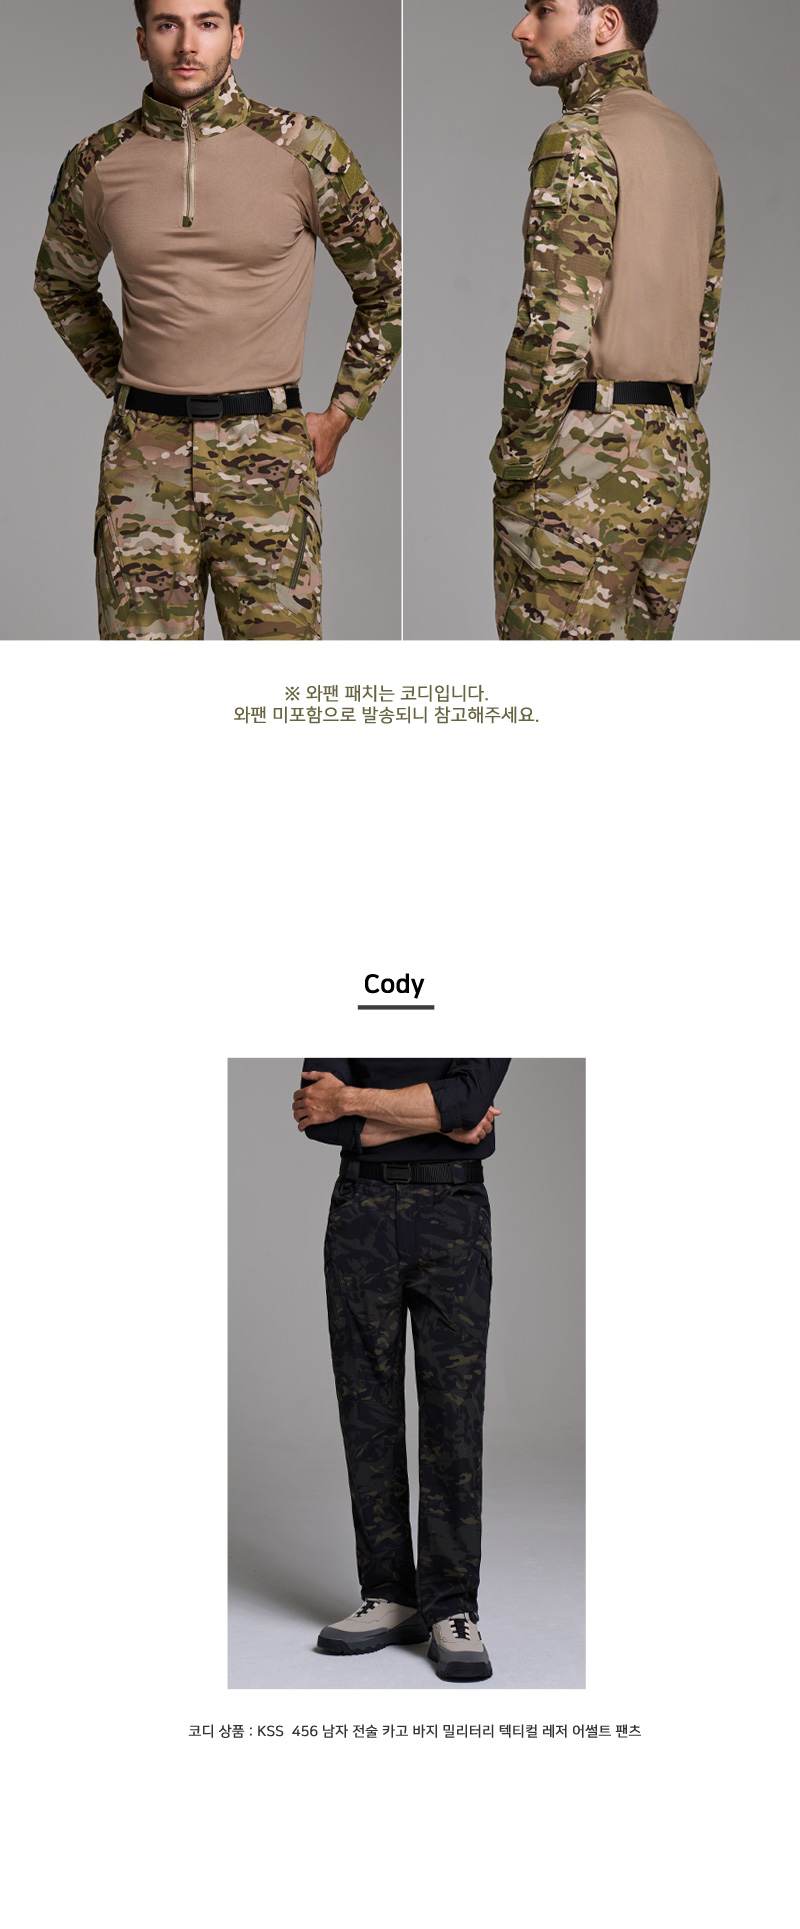 ※ 와팬 패치는 코디입니다.
와팬 미포함으로 발송되니 참고해주세요.
Cody
코디 상품 : KSS 456 남자 전술 카고 바지 밀리터리 텍티컬 레저 어썰트 팬츠